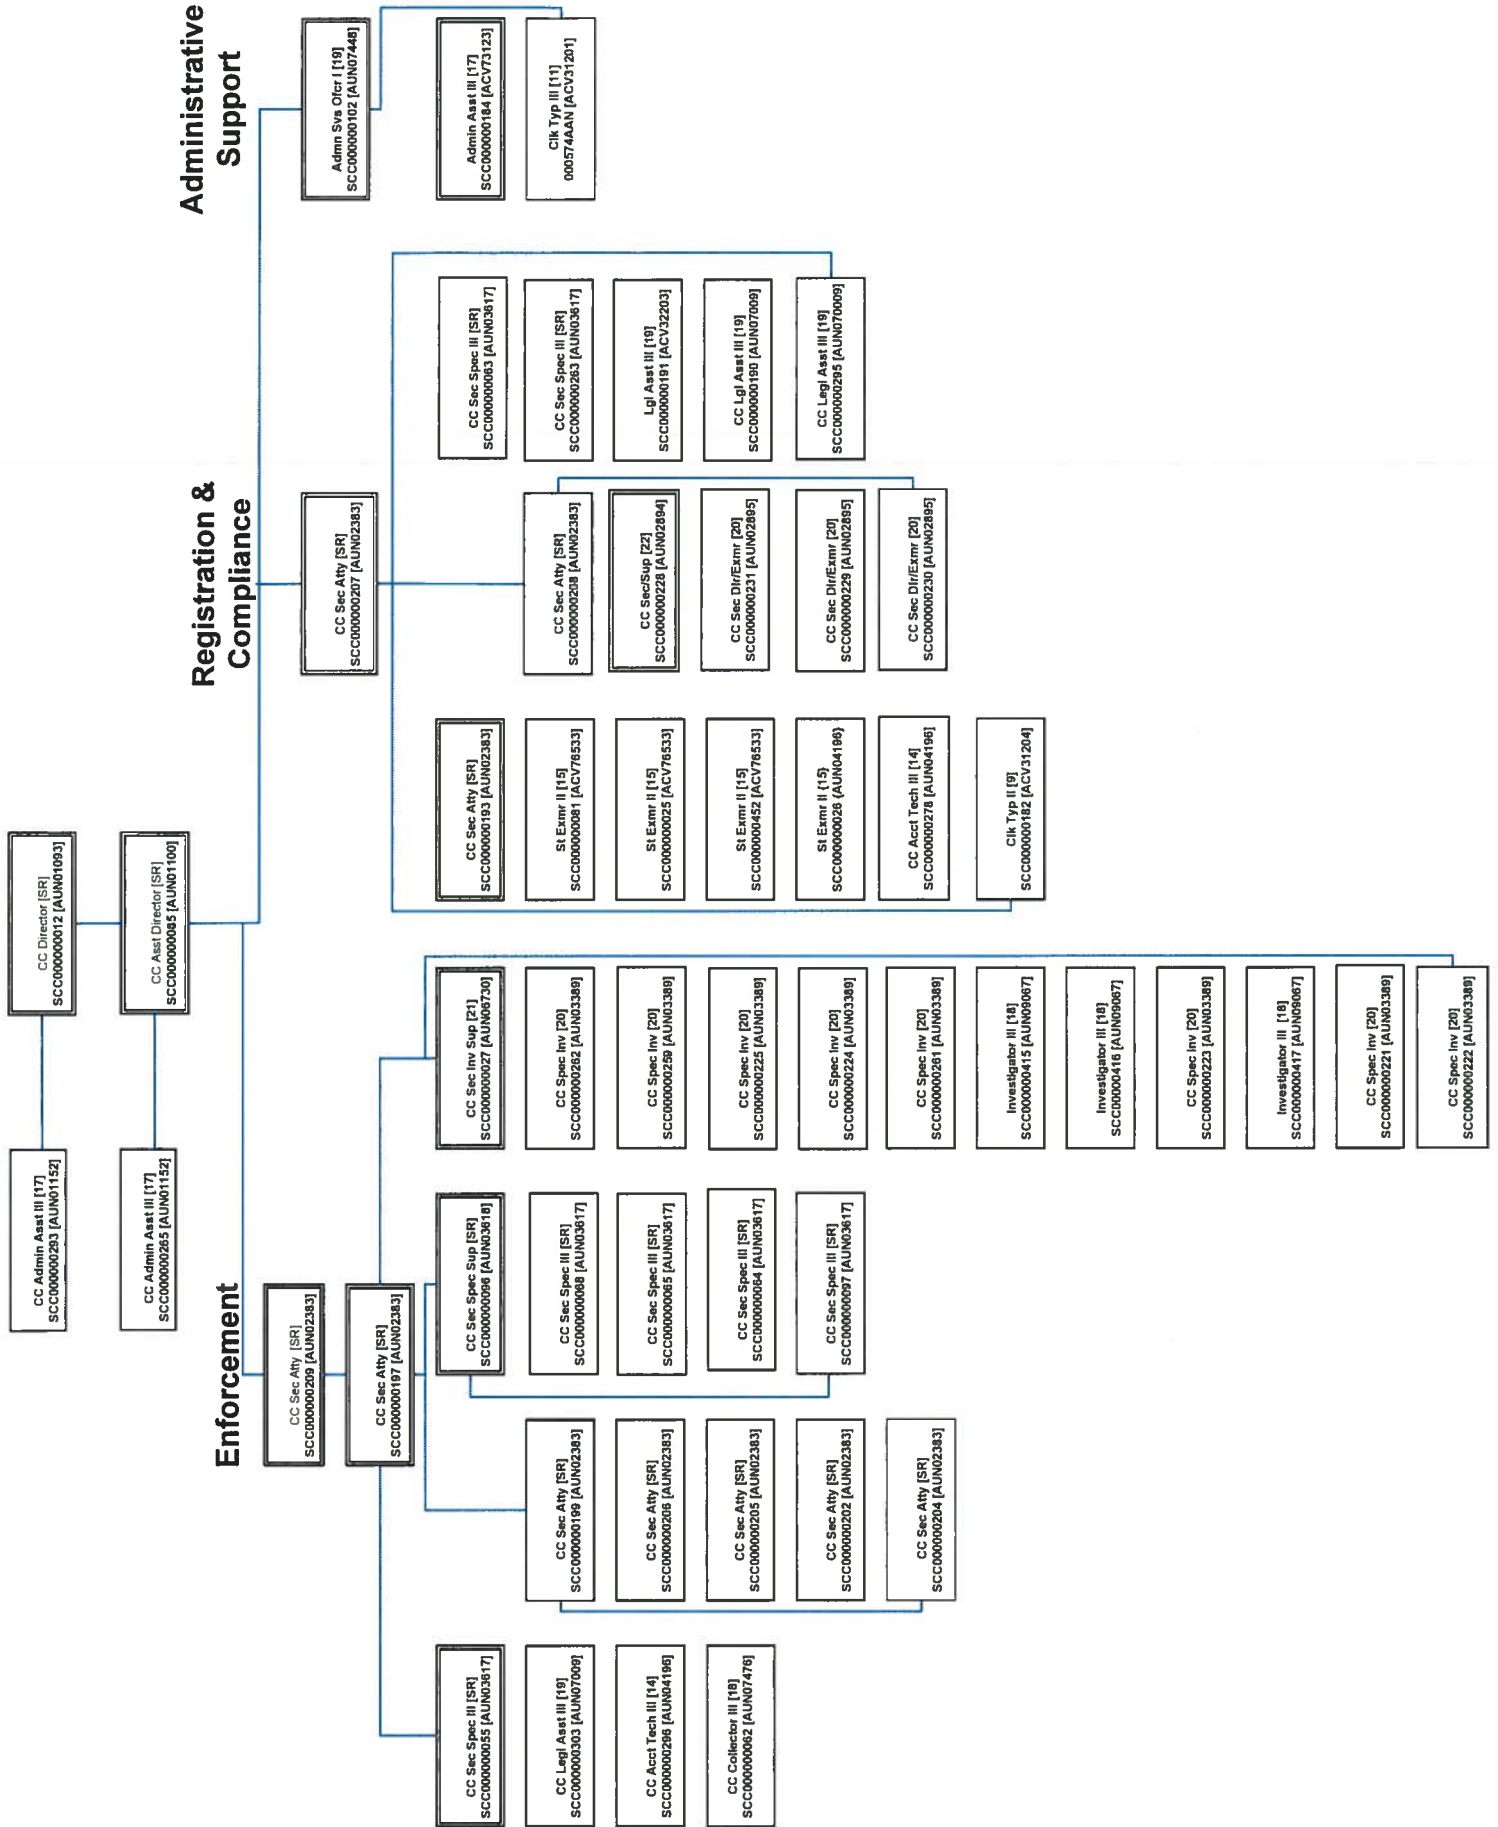 CC Director [SR]
SCC000000012 [AUN01093]
CC Admin Asst III [17]
SCC000000293 [AUN01152]
CC Asst Director [SR]
SCC000000085 [AUN01100]
CC Admin Asst III [17]
SCC000000265 [AUN01152]
Enforcement
CC Sec Atty [SR]
SCC000000209 [AUN02383]
CC Sec Atty [SR]
SCC000000197 [AUN02383]
CC Sec Spec III [SR]
SCC000000055 [AUN03617]
CC Legl Asst III [19]
SCC000000303 [AUN07009]
CC Acct Tech III [14]
SCC000000296 [AUN04196]
CC Collector III [18]
SCC000000062 [AUN07476]
CC Sec Atty [SR]
SCC000000199 [AUN02383]
CC Sec Atty [SR]
SCC000000206 [AUN02383]
CC Sec Atty [SR]
SCC000000205 [AUN02383]
CC Sec Atty [SR]
SCC000000202 [AUN02383]
CC Sec Atty [SR]
SCC000000204 [AUN02383]
CC Sec Spec Sup [SR]
SCC000000096 [AUN03618]
CC Sec Spec III [SR]
SCC000000068 [AUN03617]
CC Sec Spec III [SR]
SCC000000065 [AUN03617]
CC Sec Spec III [SR]
SCC000000064 [AUN03617]
CC Sec Spec III [SR]
SCC000000097 [AUN03617]
CC Sec Inv Sup [21]
SCC000000027 [AUN06730]
CC Spec Inv [20]
SCC000000262 [AUN03389]
CC Spec Inv [20]
SCC000000259 [AUN03389]
CC Spec Inv [20]
SCC000000225 [AUN03389]
CC Spec Inv [20]
SCC000000224 [AUN03389]
CC Spec Inv [20]
SCC000000261 [AUN03389]
Investigator III [18]
SCC000000415 [AUN09067]
Investigator III [18]
SCC00000416 [AUN09067]
CC Spec Inv [20]
SCC000000223 [AUN03389]
Investigator III [18]
SCC000000417 [AUN09067]
CC Spec Inv [20]
SCC000000221 [AUN03389]
CC Spec Inv [20]
SCC000000222 [AUN03389]
Registration &
Compliance
CC Sec Atty [SR]
SCC000000207 [AUN02383]
CC Sec Atty [SR]
SCC000000193 [AUN02383]
St Exmr II [15]
SCC000000081 [ACV76533]
St Exmr II [15]
SCC000000025 [ACV76533]
St Exmr II [15]
SCC000000452 [ACV76533]
St Exmr II {15}
SCC000000026 {AUN04196}
CC Acct Tech III [14]
SCC000000278 [AUN04196]
Clk Typ II [9]
SCC000000182 [ACV31204]
CC Sec Atty [SR]
SCC000000208 [AUN02383]
CC Sec/Sup [22]
SCC000000228 [AUN02894]
CC Sec Dlr/Exmr [20]
SCC000000231 [AUN02895]
CC Sec Dlr/Exmr [20]
SCC000000229 [AUN02895]
CC Sec Dlr/Exmr [20]
SCC000000230 [AUN02895]
CC Sec Spec III [SR]
SCC000000063 [AUN03617]
CC Sec Spec III [SR]
SCC000000263 [AUN03617]
Lgl Asst III [19]
SCC000000191 [ACV32203]
CC Lgl Asst III [19]
SCC000000190 [AUN07009]
CC Legl Asst III [19]
SCC000000295 [AUN070009]
Administrative
Support
Admn Svs Ofcr I [19]
SCC000000102 [AUN07448]
Admin Asst III [17]
SCC000000184 [ACV73123]
Clk Typ III [11]
000574AAN [ACV31201]